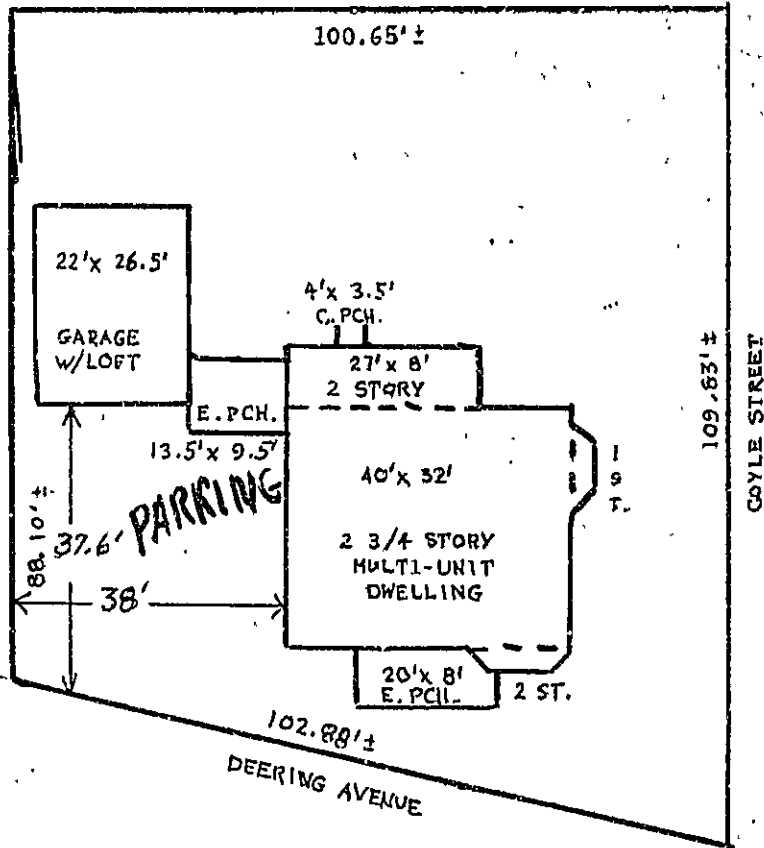 100.65'±
22' x 26.5'
GARAGE
W/LOFT
4' x 3.5'
C. PCH.
27' x 8'
2 STORY
E. PCH.
13.5' x 9.5'
PARKING
40' x 32'
1
S
T.
2 3/4 STORY
MULTI-UNIT
DWELLING
88.10'±
37.6'
38'
20' x 8'
E. PCH.
2 ST.
102.88'±
DEERING AVENUE
109.83'±
COYLE STREET